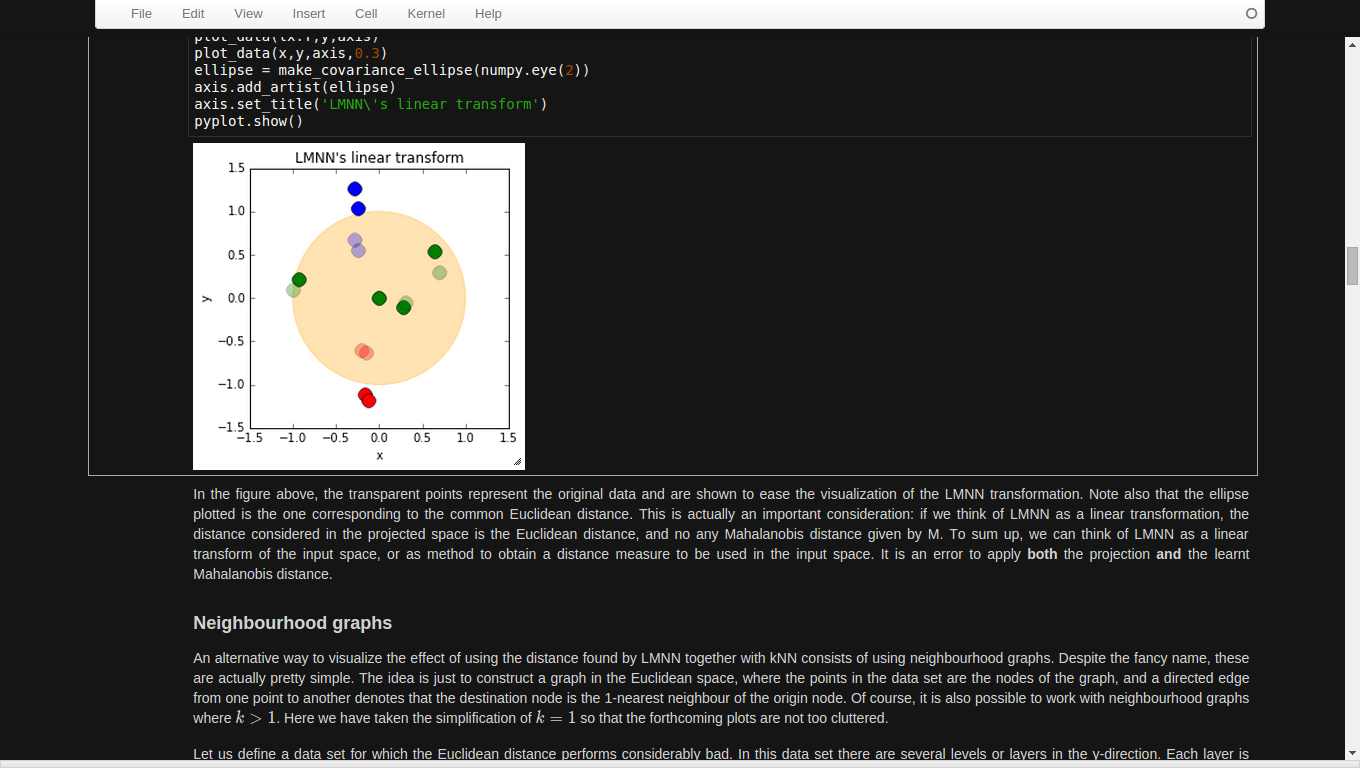 File Edit View Insert Cell Kernel Help
plot_data(lx.T,y,axis)
plot_data(x,y,axis,0.3)
ellipse = make_covariance_ellipse(numpy.eye(2))
axis.add_artist(ellipse)
axis.set_title('LMNN\'s linear transform')
pyplot.show()
LMNN's linear transform
1.5
1.0
0.5
0.0
−0.5
−1.0
−1.5
y
−1.5 −1.0 −0.5 0.0 0.5 1.0 1.5
x
In the figure above, the transparent points represent the original data and are shown to ease the visualization of the LMNN transformation. Note also that the ellipse
plotted is the one corresponding to the common Euclidean distance. This is actually an important consideration: if we think of LMNN as a linear transformation, the
distance considered in the projected space is the Euclidean distance, and no any Mahalanobis distance given by M. To sum up, we can think of LMNN as a linear
transform of the input space, or as method to obtain a distance measure to be used in the input space. It is an error to apply both the projection and the learnt
Mahalanobis distance.
Neighbourhood graphs
An alternative way to visualize the effect of using the distance found by LMNN together with kNN consists of using neighbourhood graphs. Despite the fancy name, these
are actually pretty simple. The idea is just to construct a graph in the Euclidean space, where the points in the data set are the nodes of the graph, and a directed edge
from one point to another denotes that the destination node is the 1-nearest neighbour of the origin node. Of course, it is also possible to work with neighbourhood graphs
where k > 1. Here we have taken the simplification of k = 1 so that the forthcoming plots are not too cluttered.
Let us define a data set for which the Euclidean distance performs considerably bad. In this data set there are several levels or layers in the y-direction. Each layer is